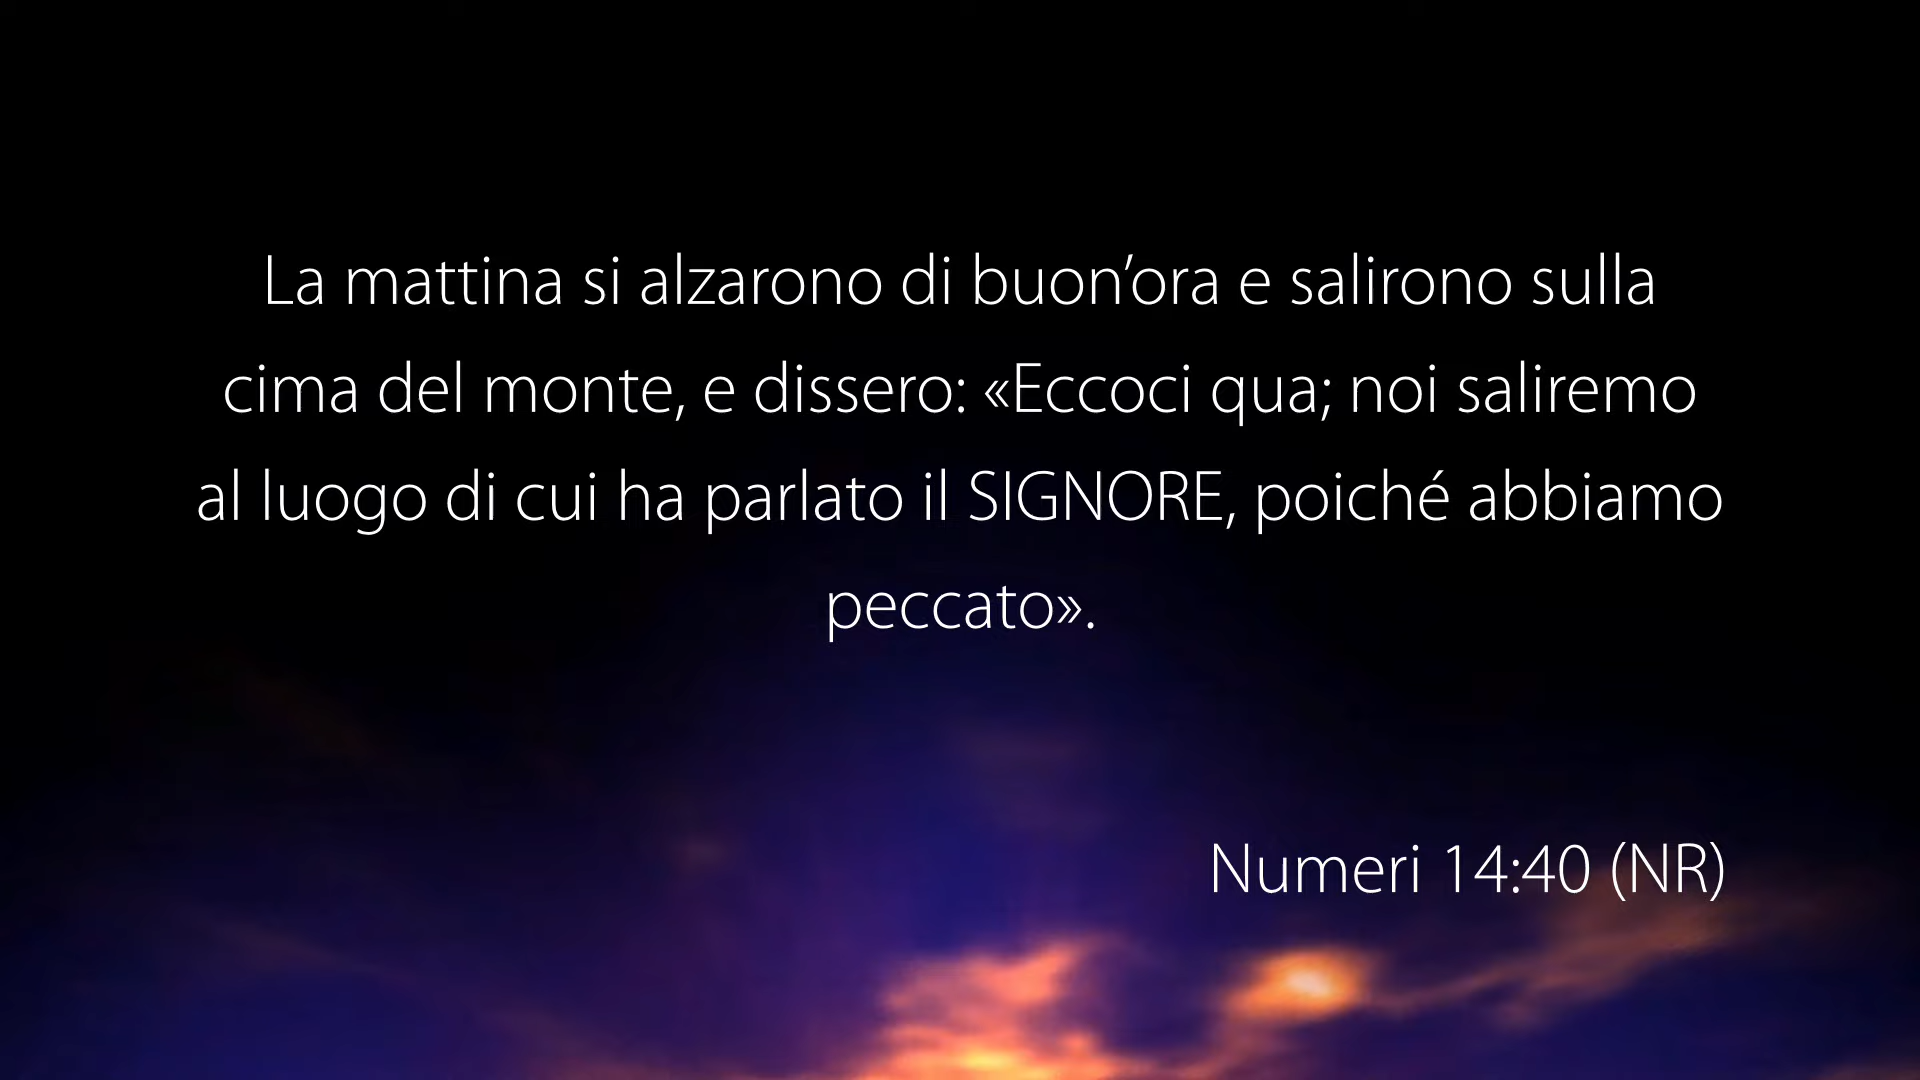 La mattina si alzarono di buon’ora e salirono sulla
cima del monte, e dissero: «Eccoci qua; noi saliremo
al luogo di cui ha parlato il SIGNORE, poiché abbiamo
peccato».
Numeri 14:40 (NR)